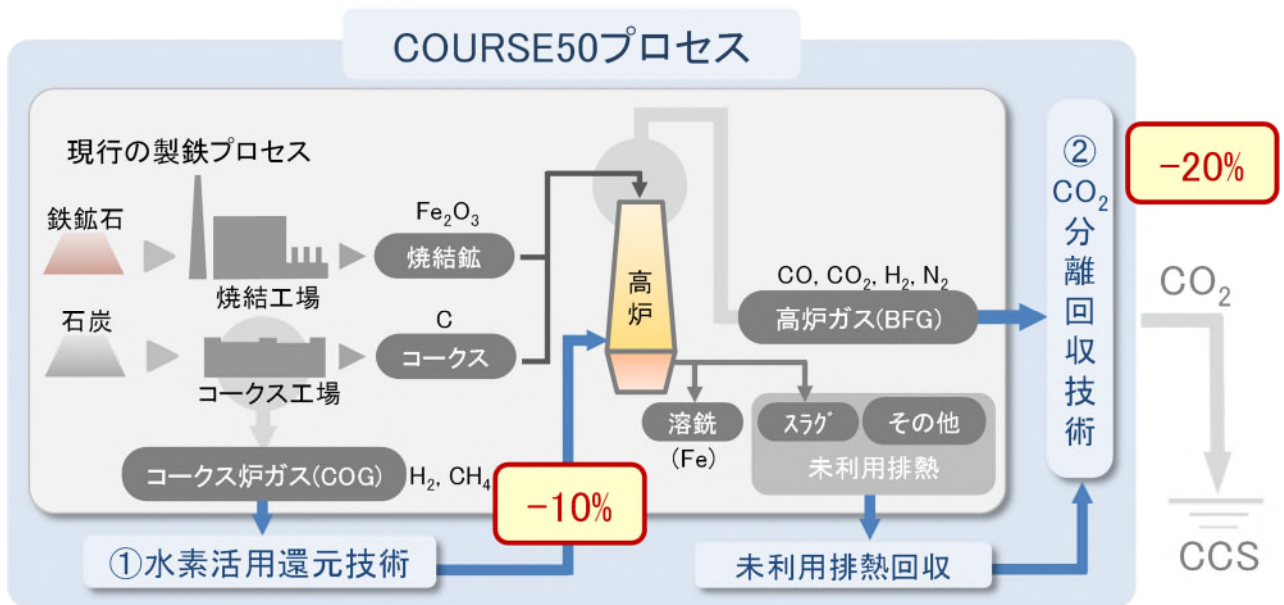 COURSE50プロセス
現行の製鉄プロセス
鉄鉱石
焼結工場
Fe₂O₃
焼結鉱
石炭
コークス工場
C
コークス
高炉
CO, CO₂, H₂, N₂
高炉ガス(BFG)
溶銑
(Fe)
スラグ
その他
未利用排熱
コークス炉ガス(COG)
H₂, CH₄
−10%
①水素活用還元技術
未利用排熱回収
②CO₂分離回収技術
−20%
CO₂
CCS